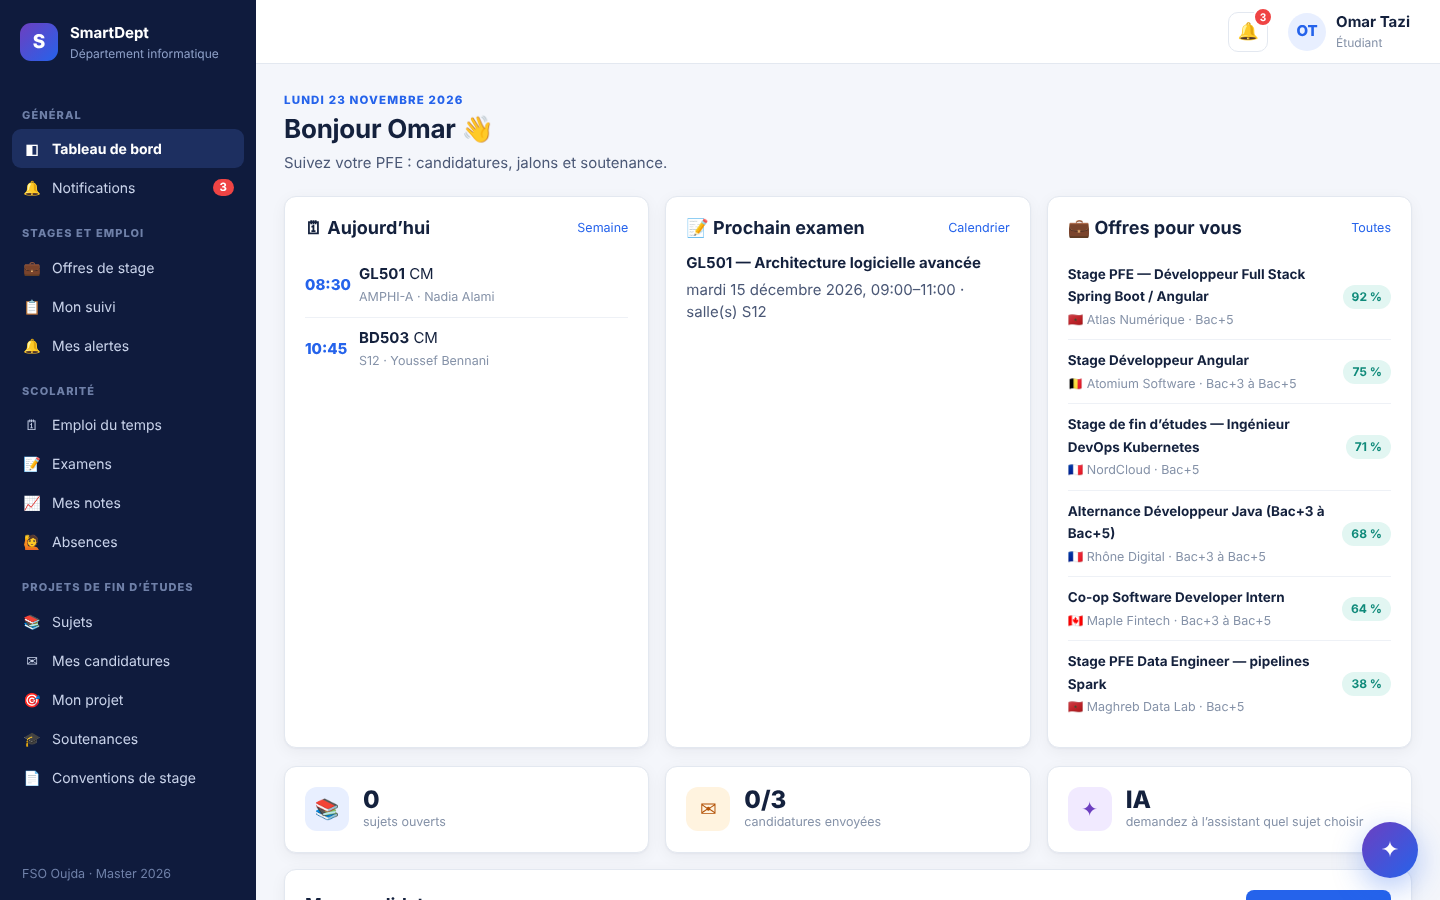 S
SmartDept
Département informatique
GÉNÉRAL
Tableau de bord
Notifications
3
STAGES ET EMPLOI
Offres de stage
Mon suivi
Mes alertes
SCOLARITÉ
Emploi du temps
Examens
Mes notes
Absences
PROJETS DE FIN D’ÉTUDES
Sujets
Mes candidatures
Mon projet
Soutenances
Conventions de stage
FSO Oujda · Master 2026
3
OT
Omar Tazi
Étudiant
LUNDI 23 NOVEMBRE 2026
Bonjour Omar 👋
Suivez votre PFE : candidatures, jalons et soutenance.
Aujourd’hui
Semaine
08:30
GL501 CM
AMPHI-A · Nadia Alami
10:45
BD503 CM
S12 · Youssef Bennani
Prochain examen
Calendrier
GL501 — Architecture logicielle avancée
mardi 15 décembre 2026, 09:00–11:00 ·
salle(s) S12
Offres pour vous
Toutes
Stage PFE — Développeur Full Stack
Spring Boot / Angular
Atlas Numérique · Bac+5
92 %
Stage Développeur Angular
Atomium Software · Bac+3 à Bac+5
75 %
Stage de fin d’études — Ingénieur
DevOps Kubernetes
NordCloud · Bac+5
71 %
Alternance Développeur Java (Bac+3 à
Bac+5)
Rhône Digital · Bac+3 à Bac+5
68 %
Co-op Software Developer Intern
Maple Fintech · Bac+3 à Bac+5
64 %
Stage PFE Data Engineer — pipelines
Spark
Maghreb Data Lab · Bac+5
38 %
0
sujets ouverts
0/3
candidatures envoyées
IA
demandez à l’assistant quel sujet choisir